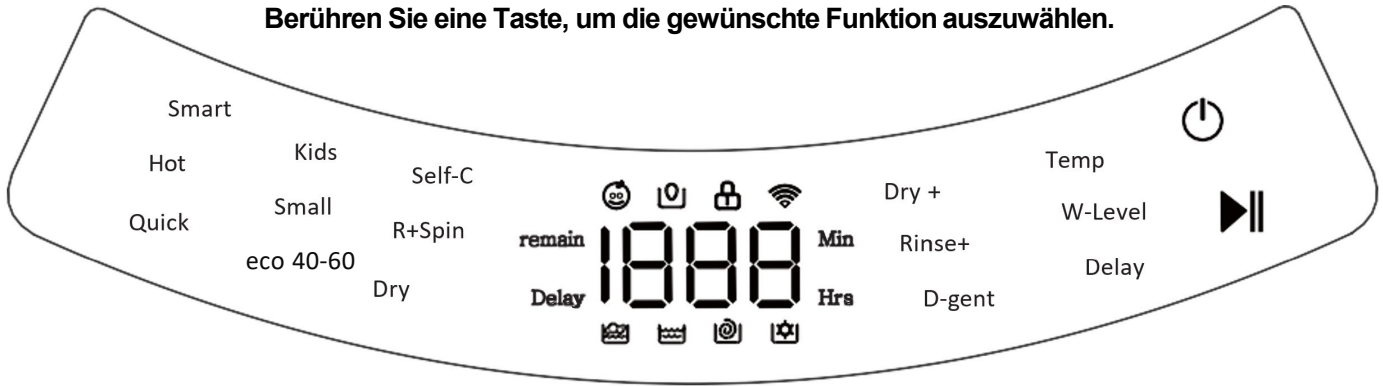 Berühren Sie eine Taste, um die gewünschte Funktion auszuwählen.
Smart
Hot
Quick
Kids
Small
eco 40-60
Self-C
R+Spin
Dry
remain
Delay
1888
Min
Hrs
Dry +
Rinse+
D-gent
Temp
W-Level
Delay